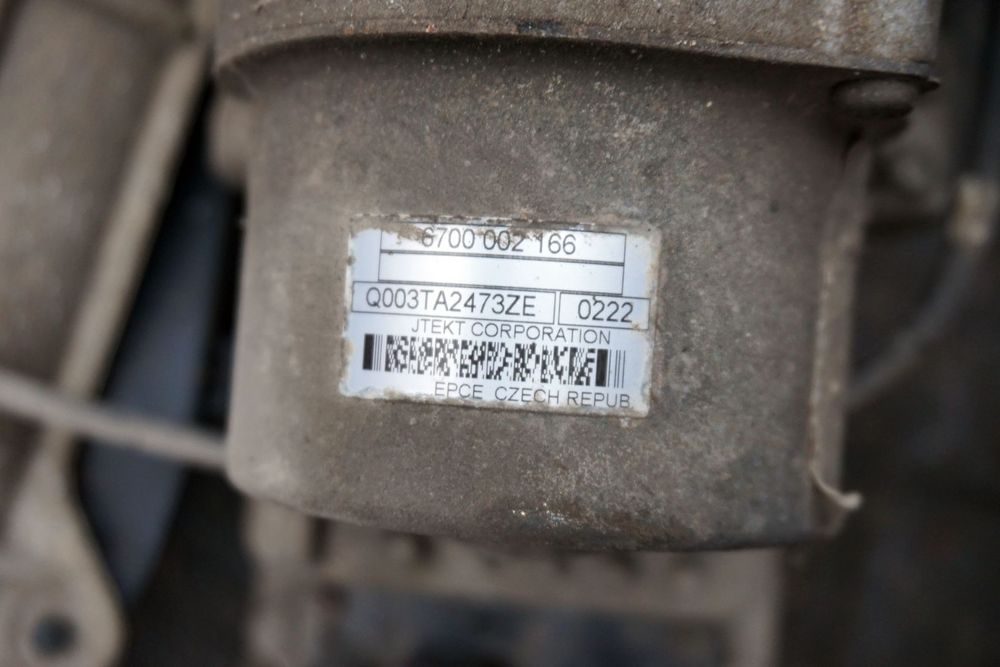 6700 002 166
Q003TA2473ZE 0222
JTEKT CORPORATION
EPCE CZECH REPUB